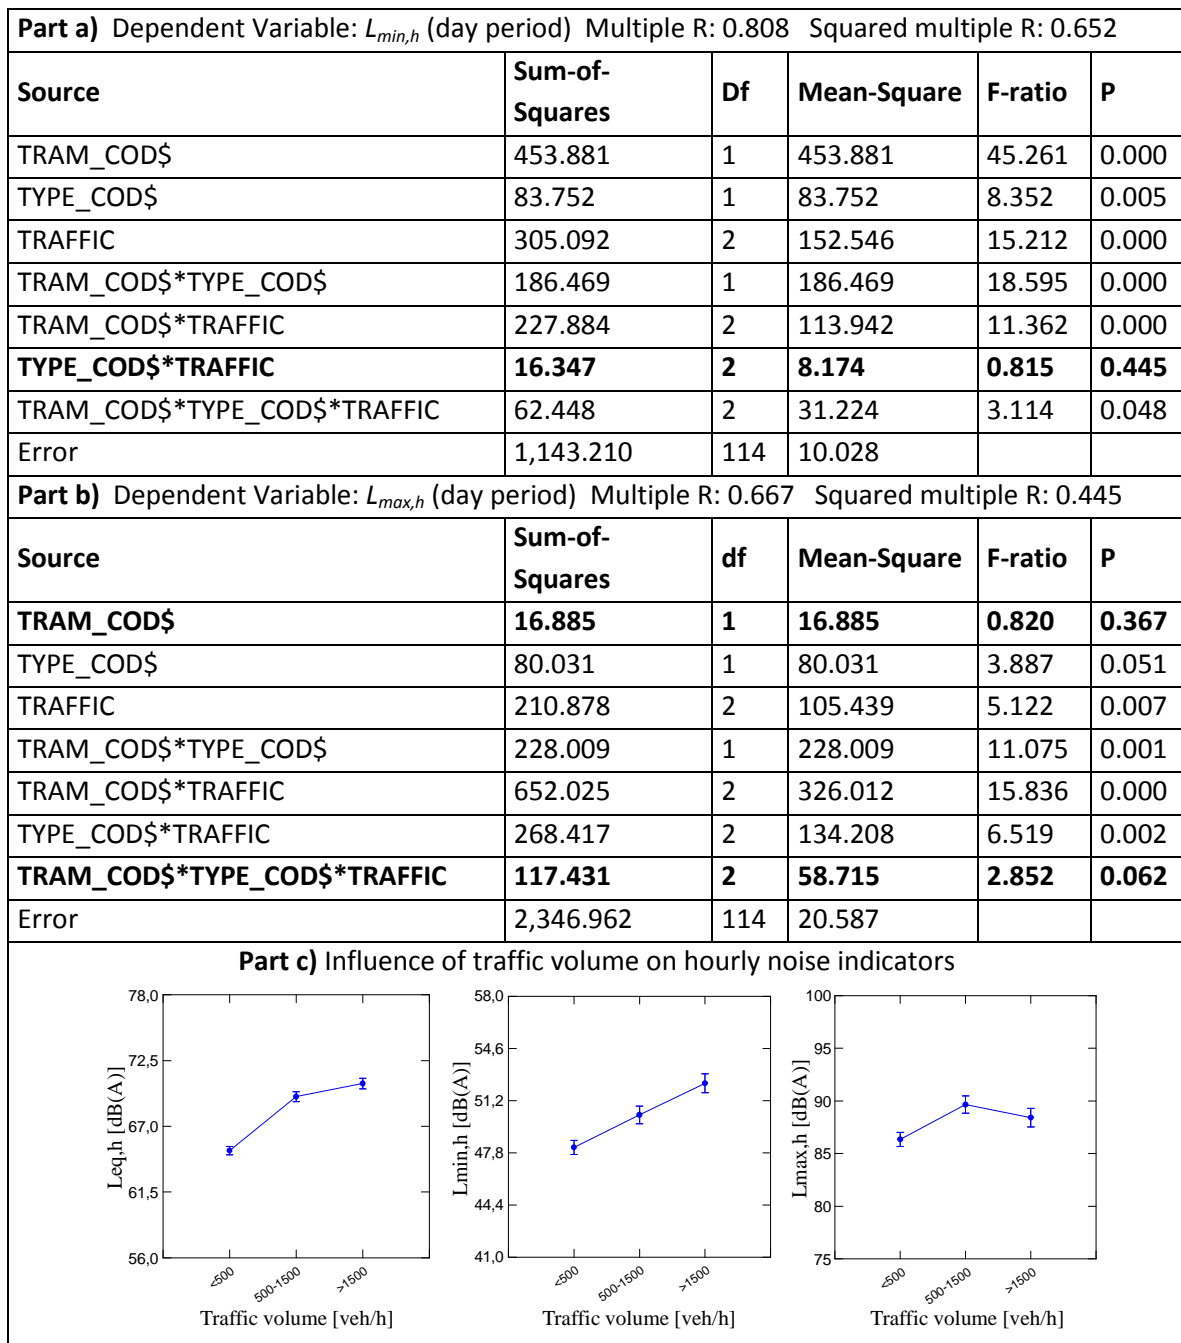 Part a) Dependent Variable: Lmin,h (day period) Multiple R: 0.808 Squared multiple R: 0.652
Source Sum-of-Squares Df Mean-Square F-ratio P
TRAM_COD$ 453.881 1 453.881 45.261 0.000
TYPE_COD$ 83.752 1 83.752 8.352 0.005
TRAFFIC 305.092 2 152.546 15.212 0.000
TRAM_COD$*TYPE_COD$ 186.469 1 186.469 18.595 0.000
TRAM_COD$*TRAFFIC 227.884 2 113.942 11.362 0.000
TYPE_COD$*TRAFFIC 16.347 2 8.174 0.815 0.445
TRAM_COD$*TYPE_COD$*TRAFFIC 62.448 2 31.224 3.114 0.048
Error 1,143.210 114 10.028
Part b) Dependent Variable: Lmax,h (day period) Multiple R: 0.667 Squared multiple R: 0.445
Source Sum-of-Squares df Mean-Square F-ratio P
TRAM_COD$ 16.885 1 16.885 0.820 0.367
TYPE_COD$ 80.031 1 80.031 3.887 0.051
TRAFFIC 210.878 2 105.439 5.122 0.007
TRAM_COD$*TYPE_COD$ 228.009 1 228.009 11.075 0.001
TRAM_COD$*TRAFFIC 652.025 2 326.012 15.836 0.000
TYPE_COD$*TRAFFIC 268.417 2 134.208 6.519 0.002
TRAM_COD$*TYPE_COD$*TRAFFIC 117.431 2 58.715 2.852 0.062
Error 2,346.962 114 20.587
Part c) Influence of traffic volume on hourly noise indicators
Leq,h [dB(A)]
78,0
72,5
67,0
61,5
56,0
<500 500-1500 >1500
Traffic volume [veh/h]
Lmin,h [dB(A)]
58,0
54,6
51,2
47,8
44,4
41,0
<500 500-1500 >1500
Traffic volume [veh/h]
Lmax,h [dB(A)]
100
95
90
85
80
75
<500 500-1500 >1500
Traffic volume [veh/h]